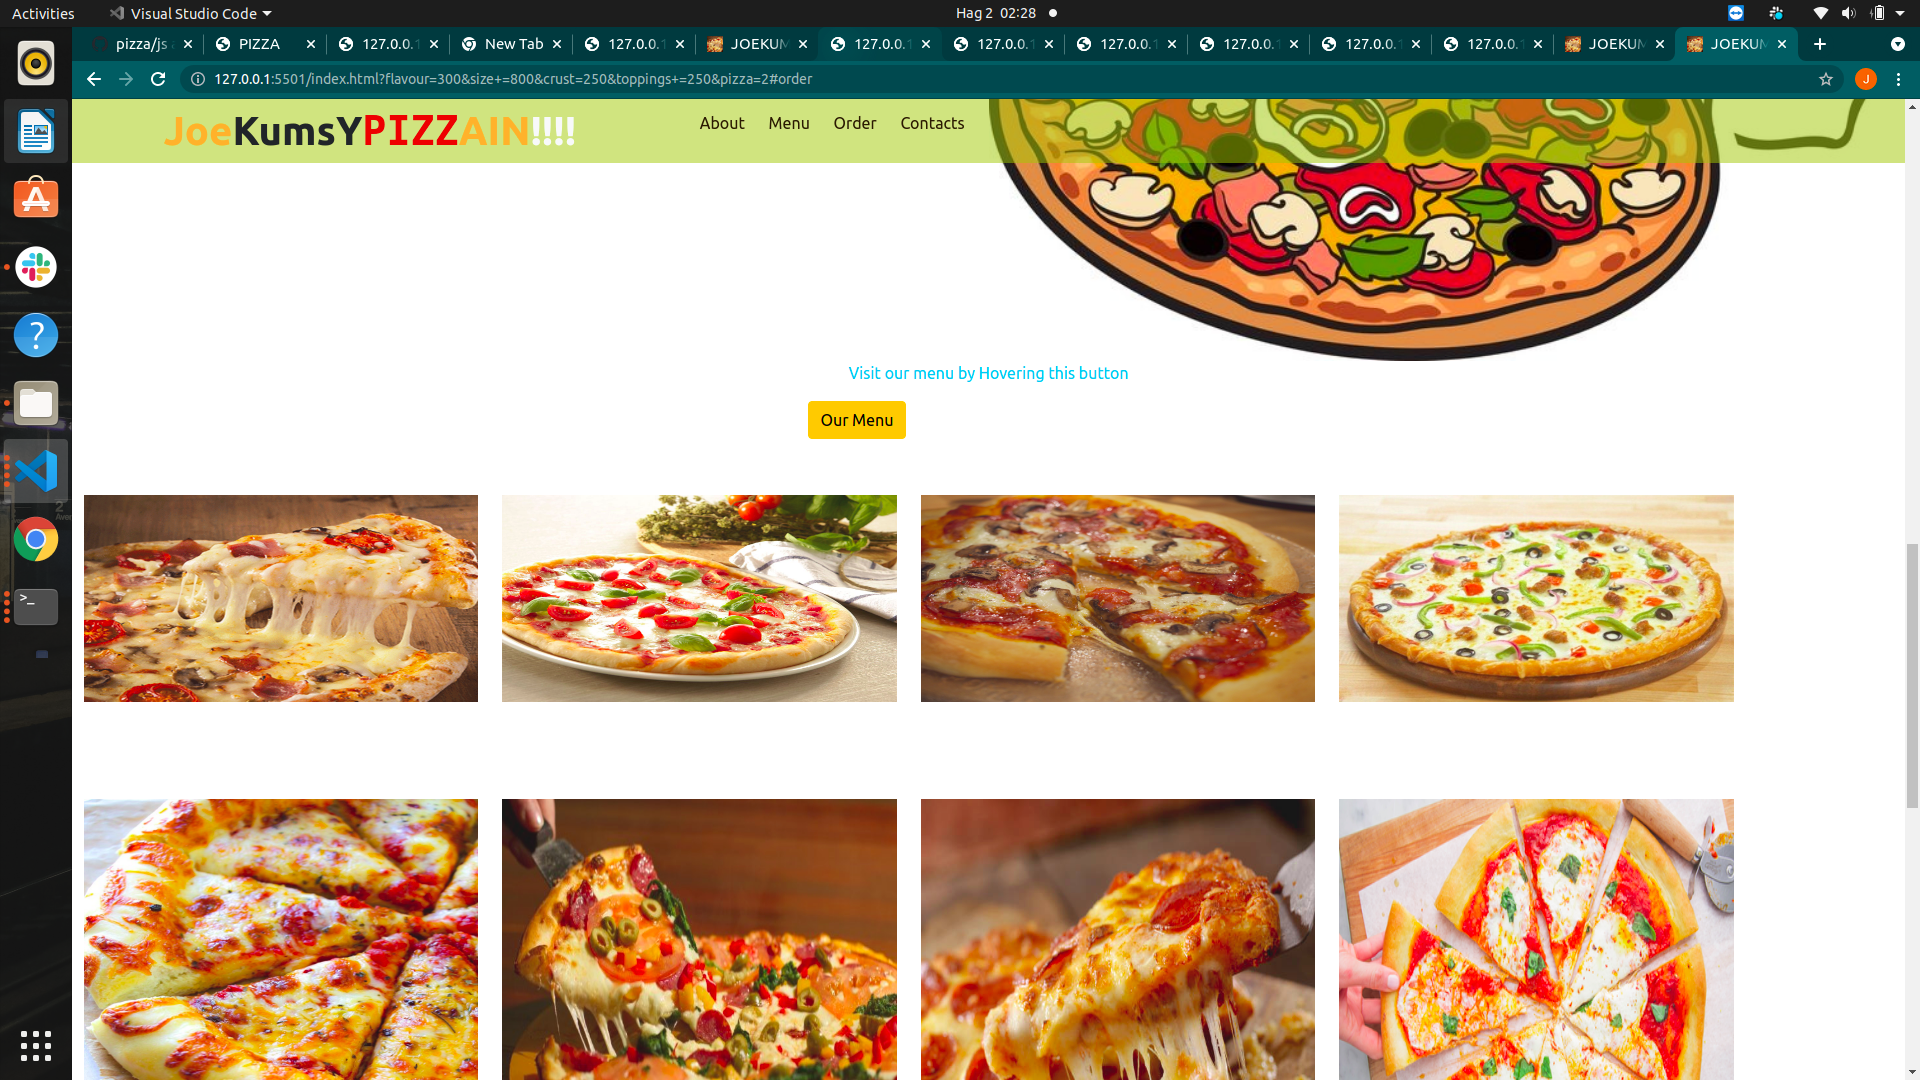 Activities
Visual Studio Code
Hag 2 02:28
pizza/js
PIZZA
127.0.0.1
New Tab
127.0.0.1
JOEKUM
127.0.0.1
127.0.0.1
127.0.0.1
127.0.0.1
127.0.0.1
127.0.0.1
JOEKUM
JOEKUM
127.0.0.1:5501/index.html?flavour=300&size+=800&crust=250&toppings+=250&pizza=2#order
J
JoeKumsYPIZZAIN!!!!
About
Menu
Order
Contacts
Visit our menu by Hovering this button
Our Menu